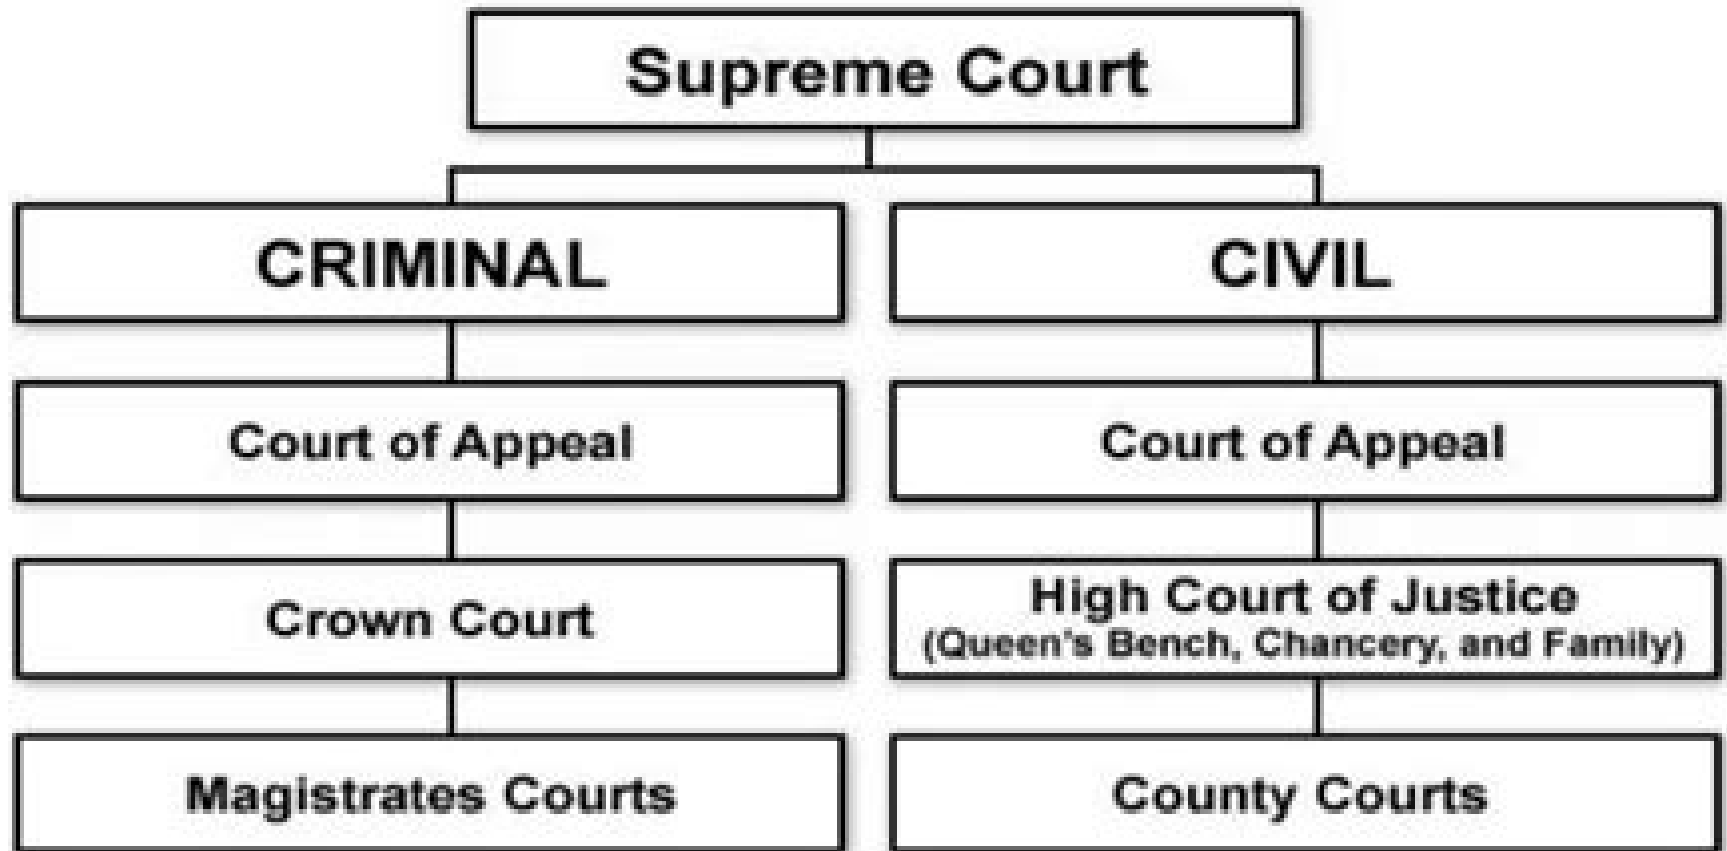 Supreme Court
CRIMINAL
CIVIL
Court of Appeal
Court of Appeal
Crown Court
High Court of Justice
(Queen's Bench, Chancery, and Family)
Magistrates Courts
County Courts